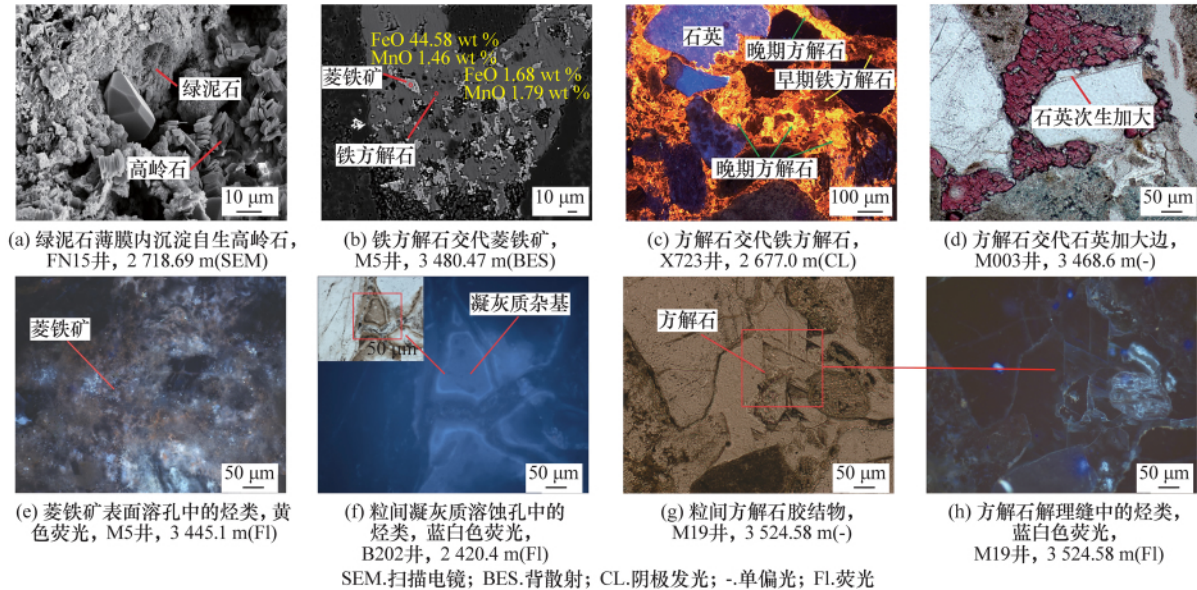 绿泥石
高岭石
10 μm
(a) 绿泥石薄膜内沉淀自生高岭石，
FN15井，2 718.69 m(SEM)
FeO 44.58 wt %
MnO 1.46 wt %
菱铁矿
FeO 1.68 wt %
MnO 1.79 wt %
铁方解石
10 μm
(b) 铁方解石交代菱铁矿，
M5井，3 480.47 m(BES)
石英
晚期方解石
早期铁方解石
晚期方解石
100 μm
(c) 方解石交代铁方解石，
X723井，2 677.0 m(CL)
石英次生加大
50 μm
(d) 方解石交代石英加大边，
M003井，3 468.6 m(-)
菱铁矿
50 μm
(e) 菱铁矿表面溶孔中的烃类，黄
色荧光，M5井，3 445.1 m(Fl)
凝灰质杂基
50 μm
50 μm
(f) 粒间凝灰质溶蚀孔中的
烃类，蓝白色荧光，
B202井，2 420.4 m(Fl)
方解石
50 μm
(g) 粒间方解石胶结物，
M19井，3 524.58 m(-)
50 μm
(h) 方解石解理缝中的烃类，
蓝白色荧光，
M19井，3 524.58 m(Fl)
SEM.扫描电镜；BES.背散射；CL.阴极发光；-.单偏光；Fl.荧光